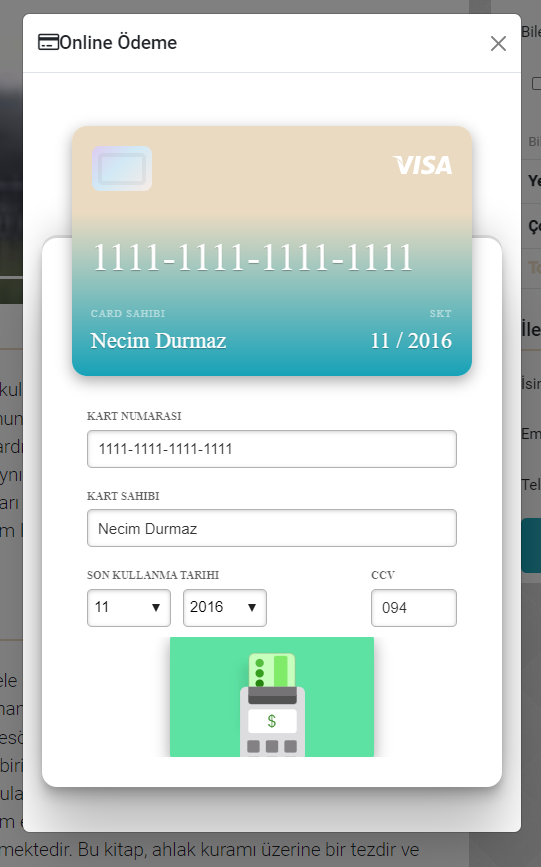 Online Ödeme
VISA
1111-1111-1111-1111
CARD SAHIBI
SKT
Necim Durmaz
11 / 2016
KART NUMARASI
1111-1111-1111-1111
KART SAHIBI
Necim Durmaz
SON KULLANMA TARIHI
CCV
11
2016
094
$
mektedir. Bu kitap, ahlak kuramı üzerine bir tezdir ve